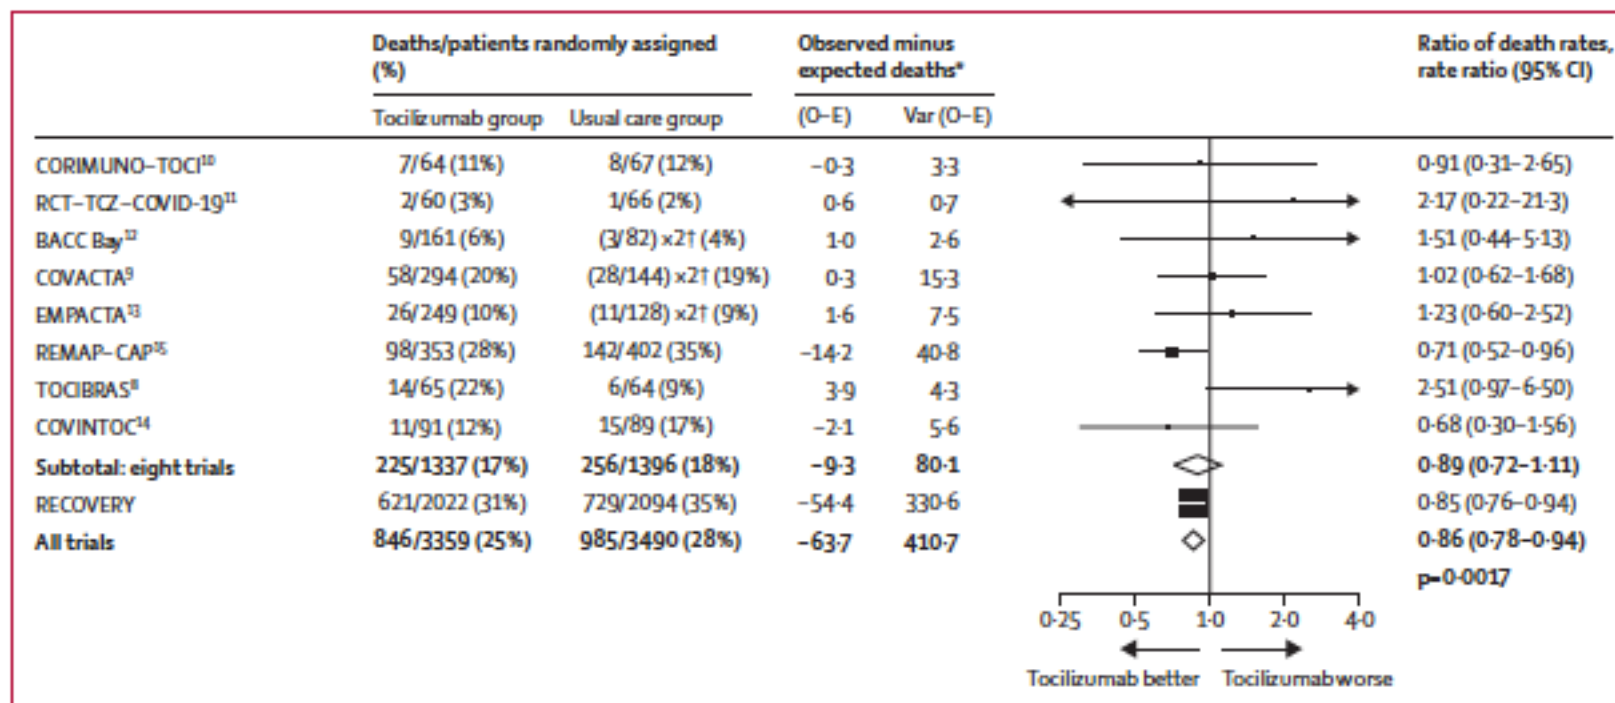 Deaths/patients randomly assigned (%) Observed minus expected deaths* Ratio of death rates, rate ratio (95% CI)
Tocilizumab group Usual care group (O–E) Var (O–E)
CORIMUNO–TOCI¹⁰ 7/64 (11%) 8/67 (12%) –0·3 3·3 0·91 (0·31–2·65)
RCT–TCZ–COVID-19¹¹ 2/60 (3%) 1/66 (2%) 0·6 0·7 2·17 (0·22–21·3)
BACC Bay¹² 9/161 (6%) (3/82) ×2† (4%) 1·0 2·6 1·51 (0·44–5·13)
COVACTA⁹ 58/294 (20%) (28/144) ×2† (19%) 0·3 15·3 1·02 (0·62–1·68)
EMPACTA¹³ 26/249 (10%) (11/128) ×2† (9%) 1·6 7·5 1·23 (0·60–2·52)
REMAP–CAP¹⁵ 98/353 (28%) 142/402 (35%) –14·2 40·8 0·71 (0·52–0·96)
TOCIBRAS⁸ 14/65 (22%) 6/64 (9%) 3·9 4·3 2·51 (0·97–6·50)
COVINTOC¹⁴ 11/91 (12%) 15/89 (17%) –2·1 5·6 0·68 (0·30–1·56)
Subtotal: eight trials 225/1337 (17%) 256/1396 (18%) –9·3 80·1 0·89 (0·72–1·11)
RECOVERY 621/2022 (31%) 729/2094 (35%) –54·4 330·6 0·85 (0·76–0·94)
All trials 846/3359 (25%) 985/3490 (28%) –63·7 410·7 0·86 (0·78–0·94)
p=0·0017
0·25 0·5 1·0 2·0 4·0
Tocilizumab better Tocilizumab worse